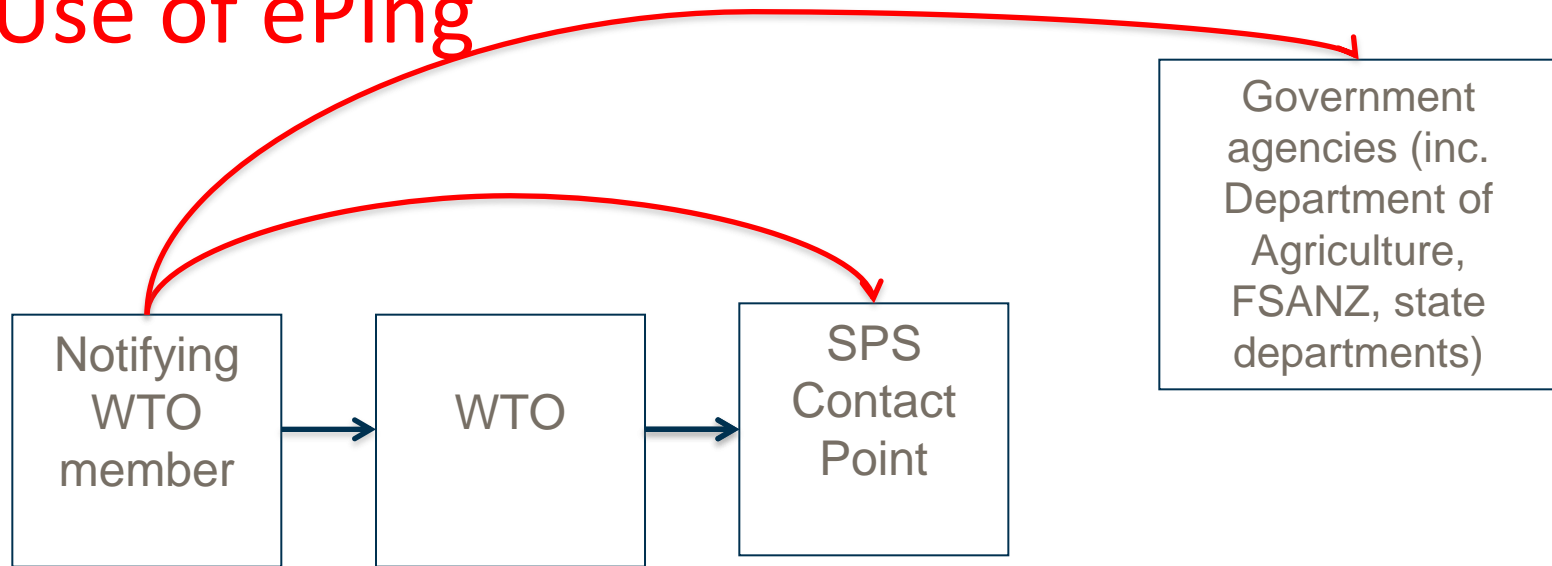 Use of ePing
Notifying
WTO
member
WTO
SPS
Contact
Point
Government
agencies (inc.
Department of
Agriculture,
FSANZ, state
departments)